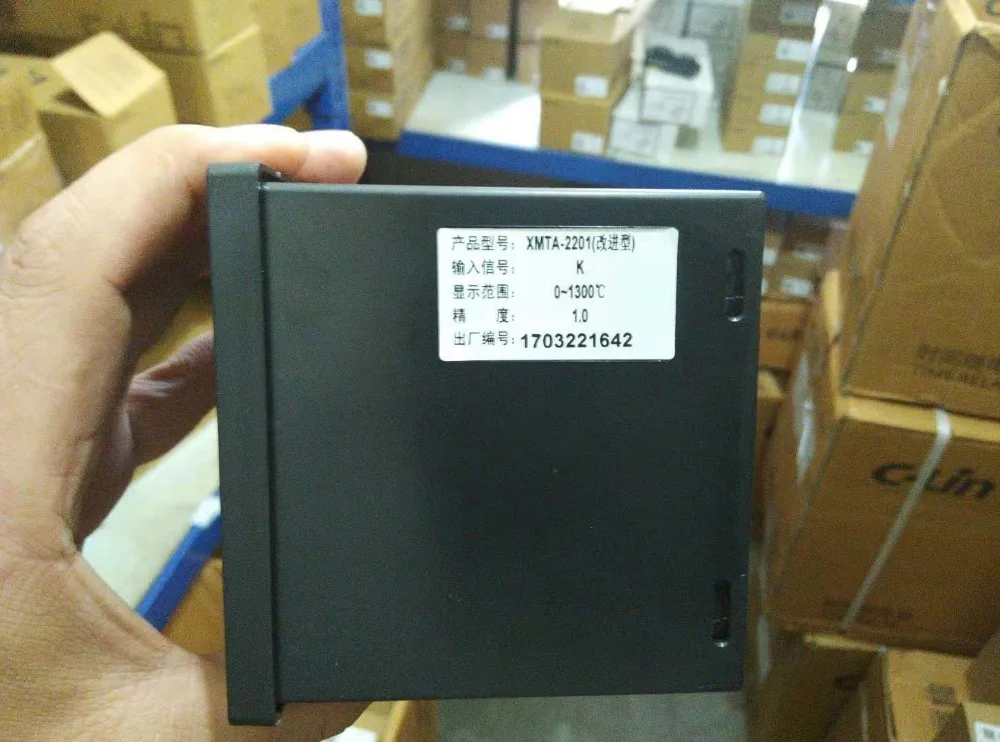 产品型号: XMTA-2201(改进型)
输入信号: K
显示范围: 0~1300℃
精 度: 1.0
出厂编号: 1703221642
C-Lin